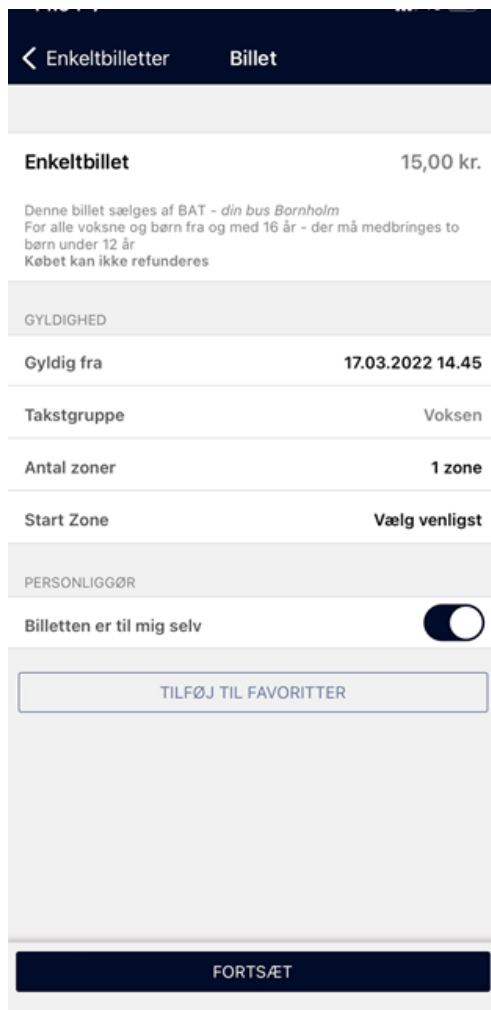 Enkeltbilletter
Billet
Enkeltbillet
15,00 kr.
Denne billet sælges af BAT - din bus Bornholm
For alle voksne og børn fra og med 16 år - der må medbringes to
børn under 12 år
Købet kan ikke refunderes
GYLDIGHED
Gyldig fra
17.03.2022 14.45
Takstgruppe
Voksen
Antal zoner
1 zone
Start Zone
Vælg venligst
PERSONLIGGØR
Billetten er til mig selv
TILFØJ TIL FAVORITTER
FORTSÆT